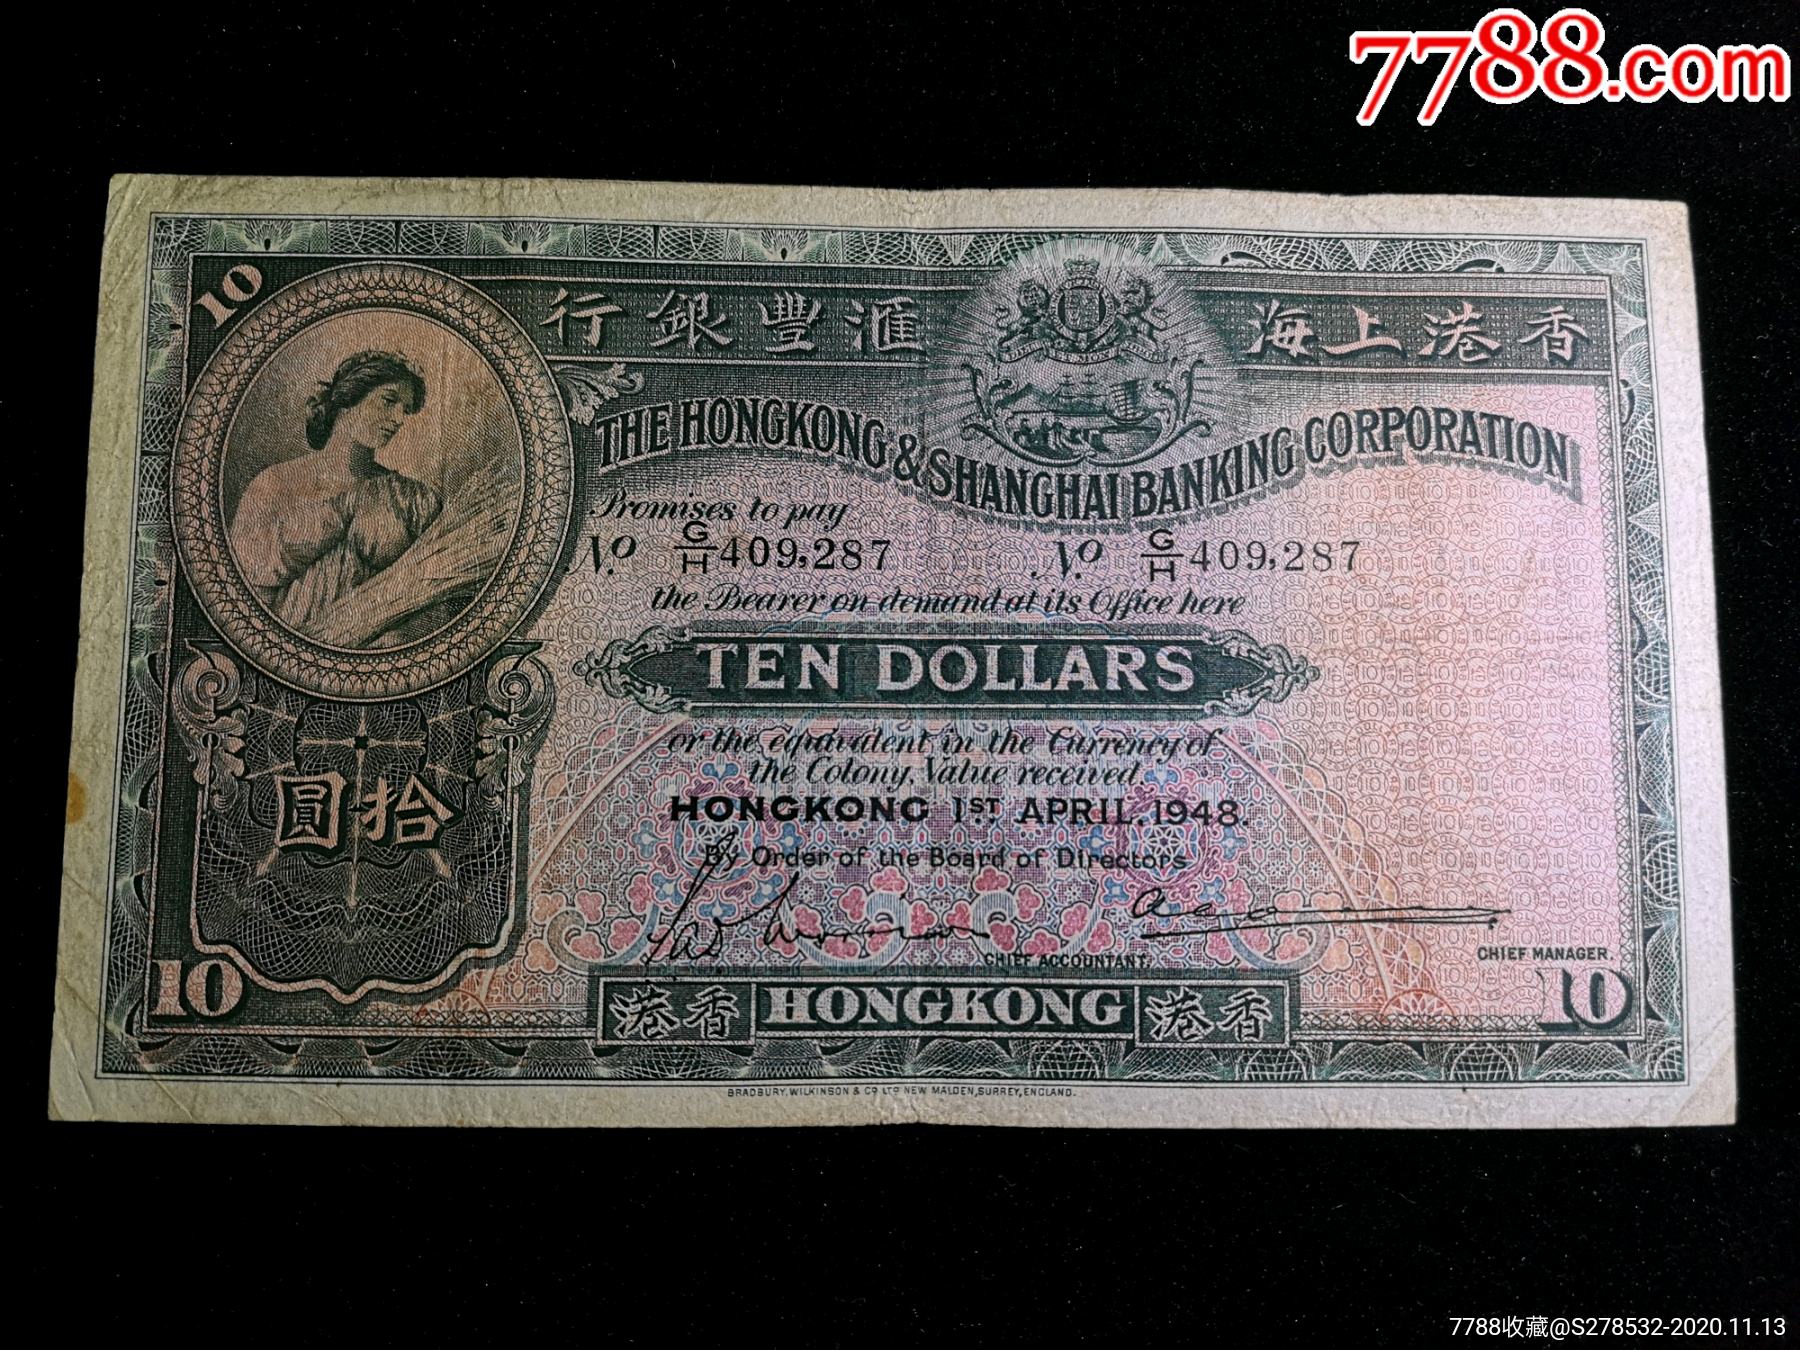 7788.com
10
行銀豐滙 海上港香
THE HONGKONG & SHANGHAI BANKING CORPORATION
Promises to pay
No. G/H 409,287 No. G/H 409,287
the Bearer on demand at its Office here
TEN DOLLARS
or the equivalent in the Currency of
the Colony, Value received
HONGKONG 1ST APRIL, 1948.
By Order of the Board of Directors
圓拾
CHIEF ACCOUNTANT.
CHIEF MANAGER.
10 港香 HONGKONG 港香 10
BRADBURY, WILKINSON & CO LTD NEW MALDEN, SURREY, ENGLAND.
7788收藏@S278532-2020.11.13